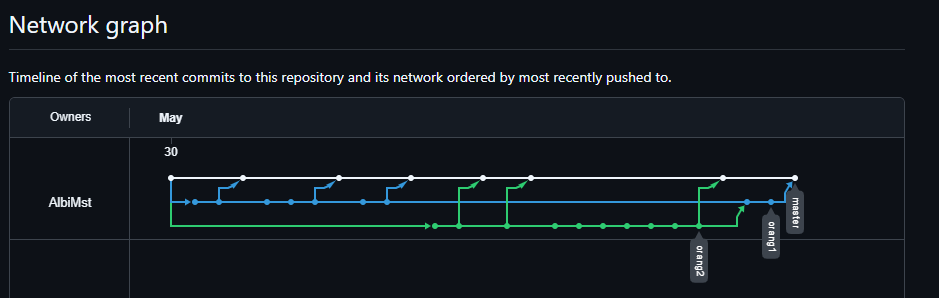 Network graph
Timeline of the most recent commits to this repository and its network ordered by most recently pushed to.
Owners May
30
AlbiMst
master
orang1
orang2